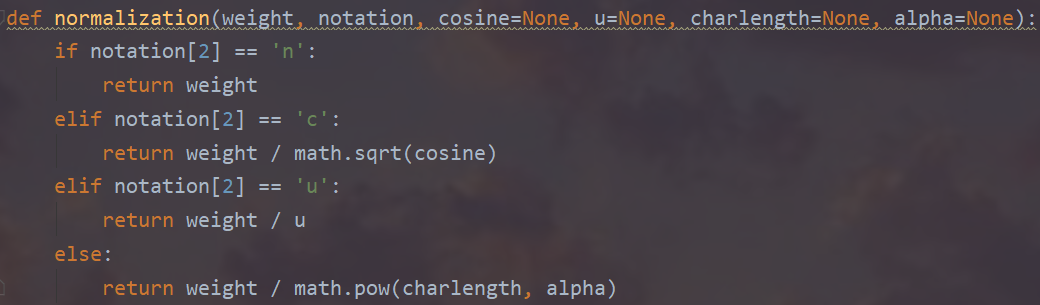 def normalization(weight, notation, cosine=None, u=None, charlength=None, alpha=None):
    if notation[2] == 'n':
        return weight
    elif notation[2] == 'c':
        return weight / math.sqrt(cosine)
    elif notation[2] == 'u':
        return weight / u
    else:
        return weight / math.pow(charlength, alpha)